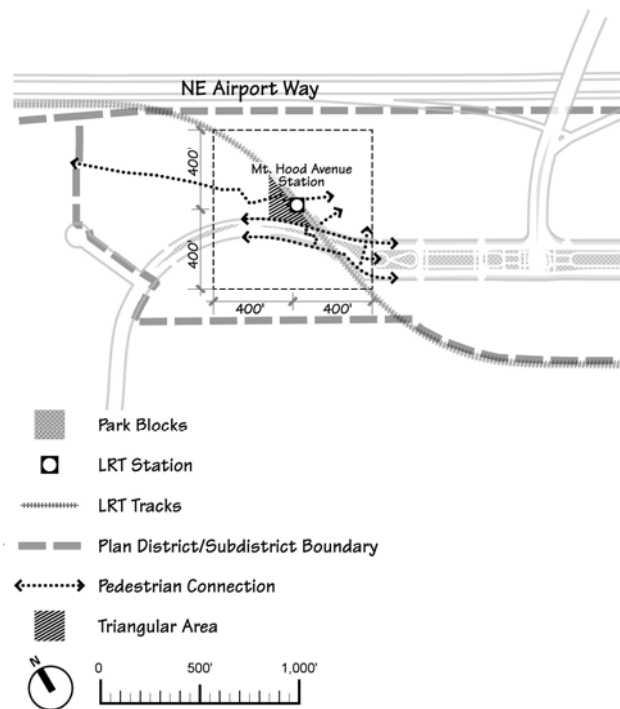 NE Airport Way
Mt. Hood Avenue
Station
400'
400'
400'
400'
Park Blocks
LRT Station
LRT Tracks
Plan District/Subdistrict Boundary
Pedestrian Connection
Triangular Area
N
0
500'
1,000'